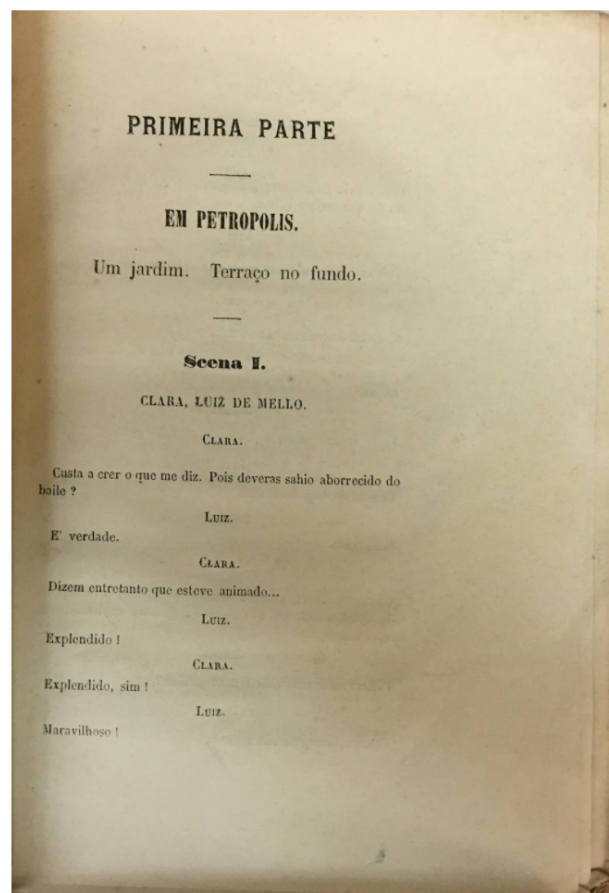 PRIMEIRA PARTE
EM PETROPOLIS.
Um jardim. Terraço no fundo.
Scena I.
CLARA, LUIZ DE MELLO.
CLARA.
Custa a crer o que me diz. Pois deveras sahio aborrecido do
baile ?
LUIZ.
E' verdade.
CLARA.
Dizem entretanto que esteve animado...
LUIZ.
Explendido !
CLARA.
Explendido, sim !
LUIZ.
Maravilhoso !